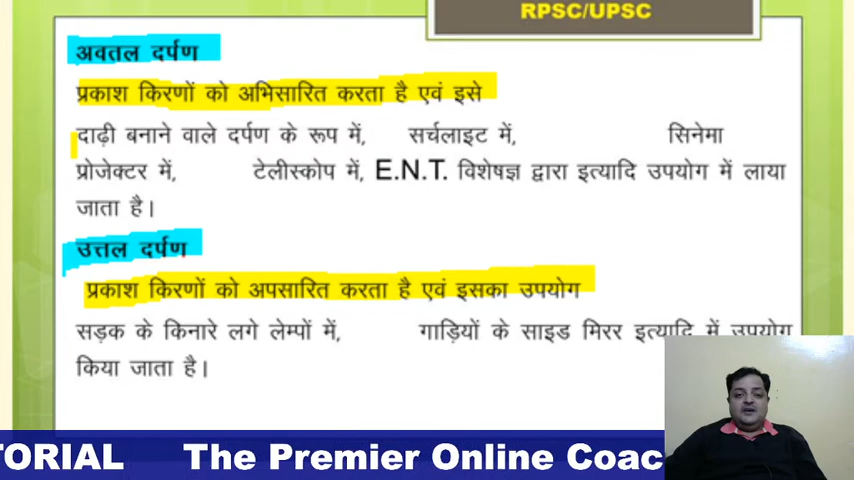 RPSC/UPSC
अवतल दर्पण
प्रकाश किरणों को अभिसारित करता है एवं इसे
दाढ़ी बनाने वाले दर्पण के रूप में, सर्चलाइट में, सिनेमा
प्रोजेक्टर में, टेलीस्कोप में, E.N.T. विशेषज्ञ द्वारा इत्यादि उपयोग में लाया
जाता है।
उत्तल दर्पण
प्रकाश किरणों को अपसारित करता है एवं इसका उपयोग
सड़क के किनारे लगे लेम्पों में, गाड़ियों के साइड मिरर इत्यादि में उपयोग
किया जाता है।
TORIAL The Premier Online Coac